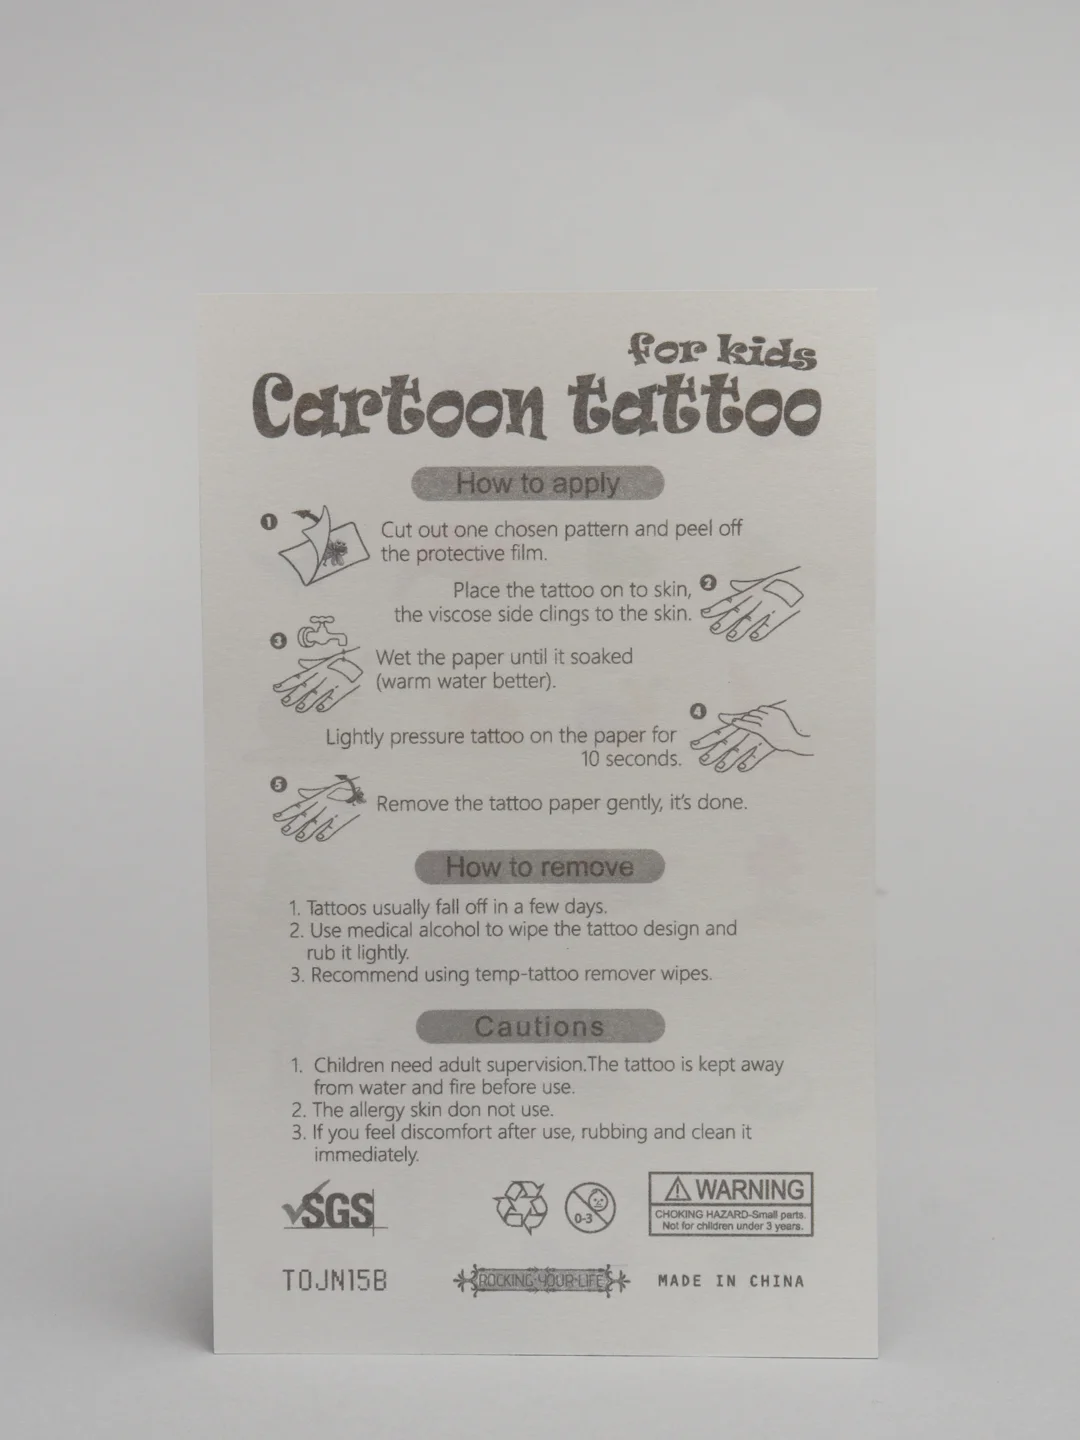 for kids
Cartoon tattoo
How to apply
1
Cut out one chosen pattern and peel off
the protective film.
Place the tattoo on to skin,
the viscose side clings to the skin.
2
3
Wet the paper until it soaked
(warm water better).
Lightly pressure tattoo on the paper for
10 seconds.
4
5
Remove the tattoo paper gently, it's done.
How to remove
1. Tattoos usually fall off in a few days.
2. Use medical alcohol to wipe the tattoo design and
rub it lightly.
3. Recommend using temp-tattoo remover wipes.
Cautions
1. Children need adult supervision.The tattoo is kept away
from water and fire before use.
2. The allergy skin don not use.
3. If you feel discomfort after use, rubbing and clean it
immediately.
SGS
0-3
WARNING
CHOKING HAZARD-Small parts.
Not for children under 3 years.
TOJN15B
ROCKING·YOUR·LIFE
MADE IN CHINA